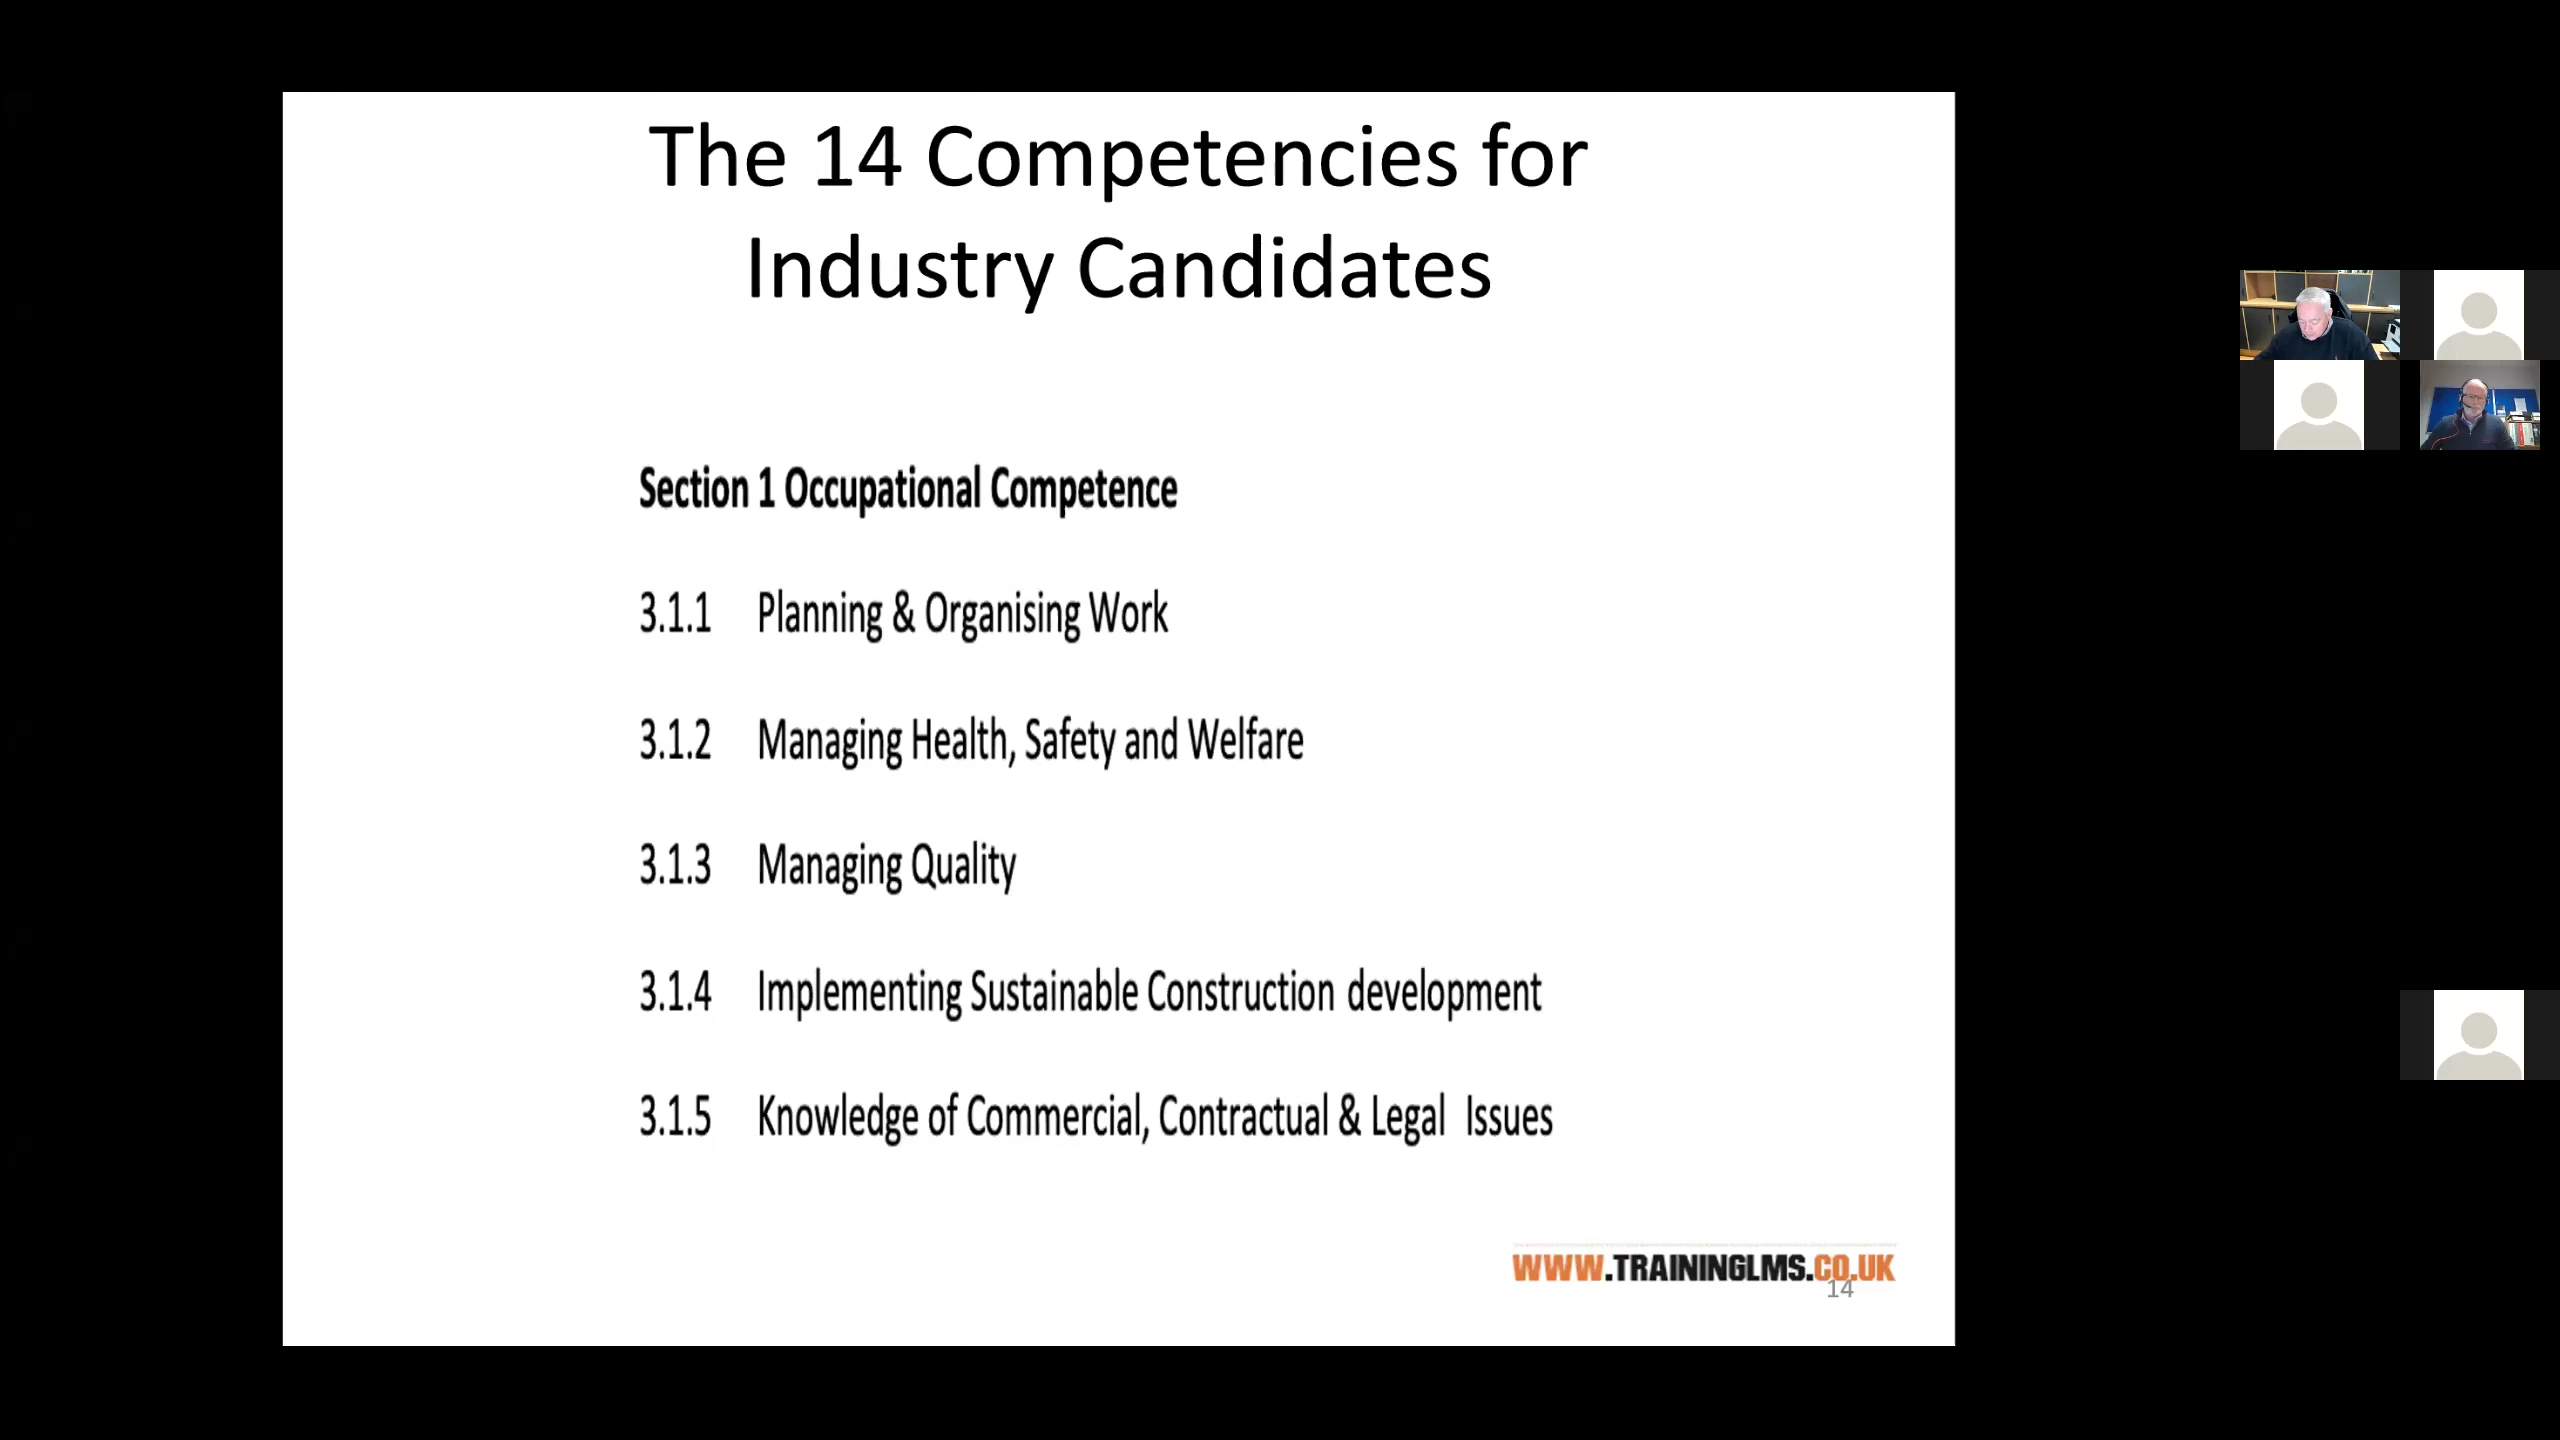 The 14 Competencies for
Industry Candidates
Section 1 Occupational Competence
3.1.1 Planning & Organising Work
3.1.2 Managing Health, Safety and Welfare
3.1.3 Managing Quality
3.1.4 Implementing Sustainable Construction development
3.1.5 Knowledge of Commercial, Contractual & Legal Issues
WWW.TRAININGLMS.CO.UK
14